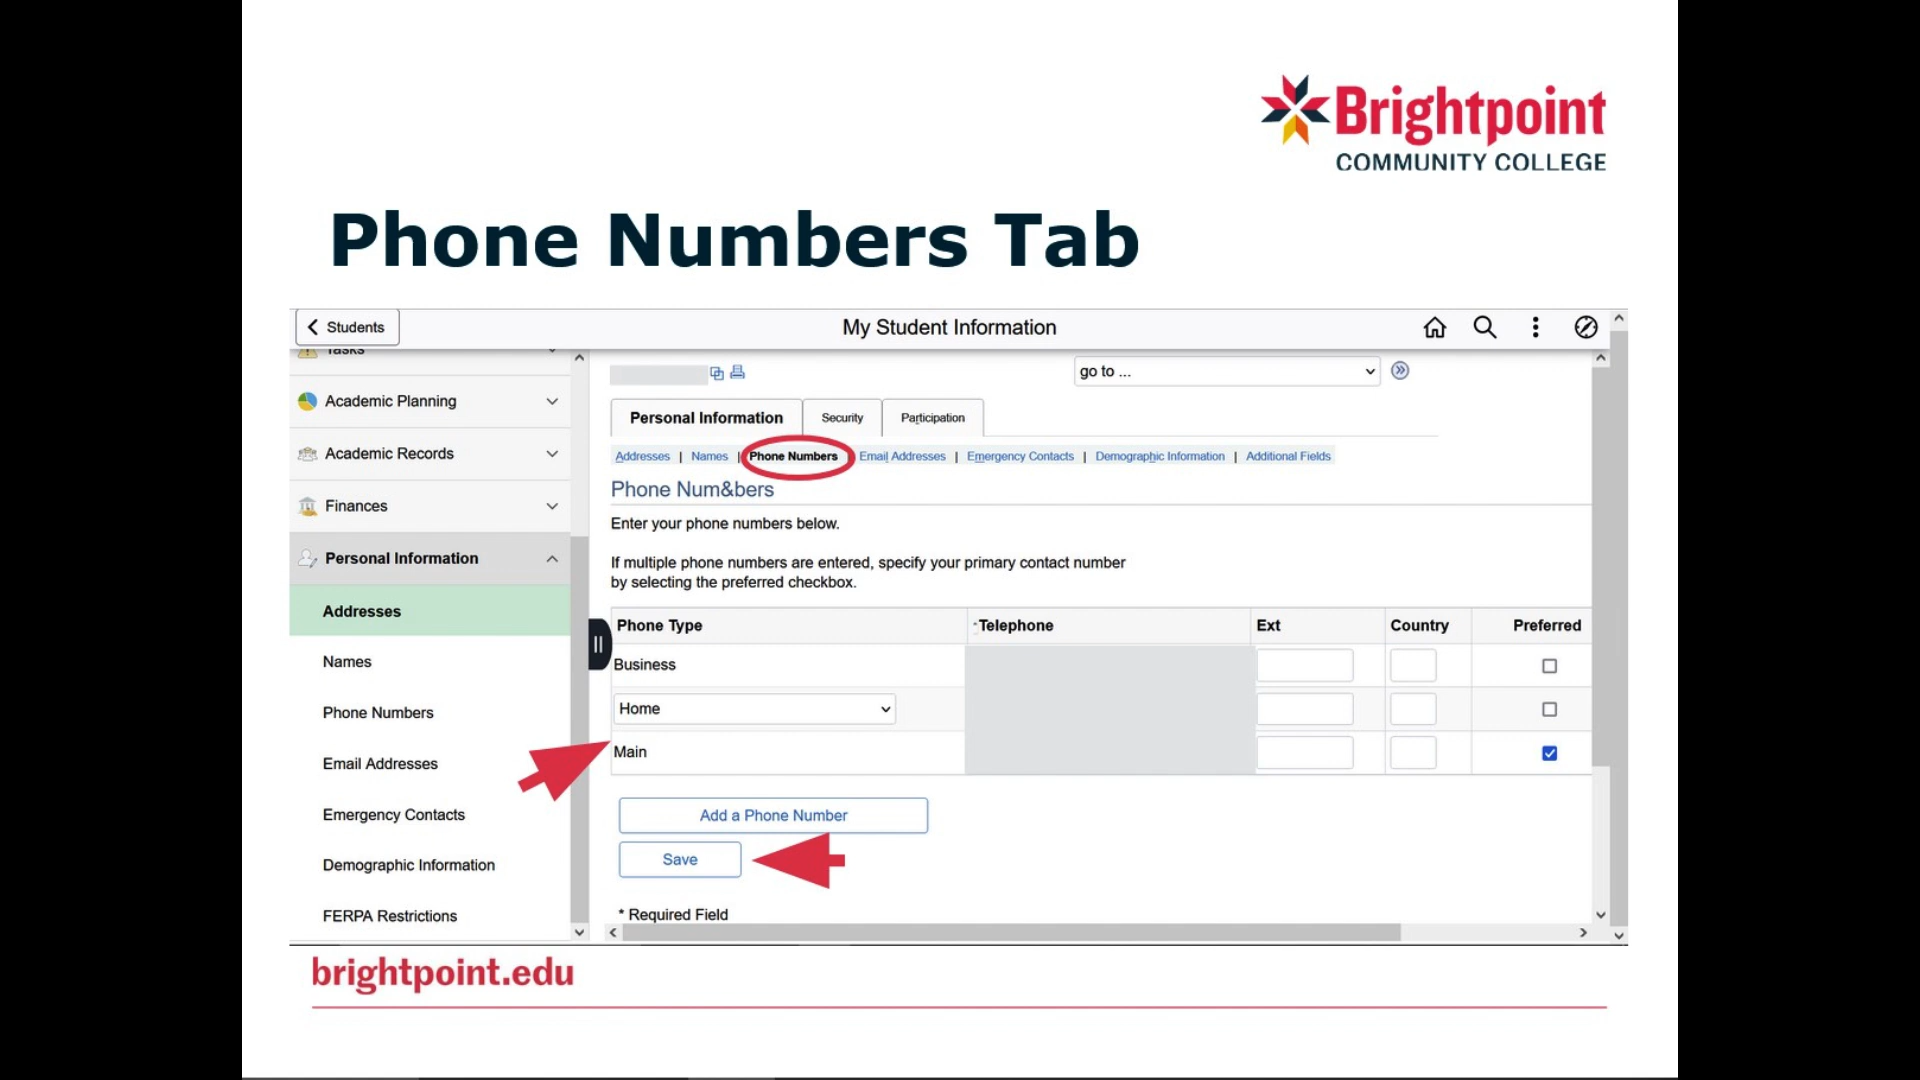 Brightpoint
COMMUNITY COLLEGE
Phone Numbers Tab
Students
My Student Information
Tasks
Academic Planning
Academic Records
Finances
Personal Information
Addresses
Names
Phone Numbers
Email Addresses
Emergency Contacts
Demographic Information
FERPA Restrictions
go to ...
Personal Information Security Participation
Addresses | Names | Phone Numbers Email Addresses | Emergency Contacts | Demographic Information | Additional Fields
Phone Num&bers
Enter your phone numbers below.
If multiple phone numbers are entered, specify your primary contact number
by selecting the preferred checkbox.
Phone Type *Telephone Ext Country Preferred
Business
Home
Main
Add a Phone Number
Save
* Required Field
brightpoint.edu